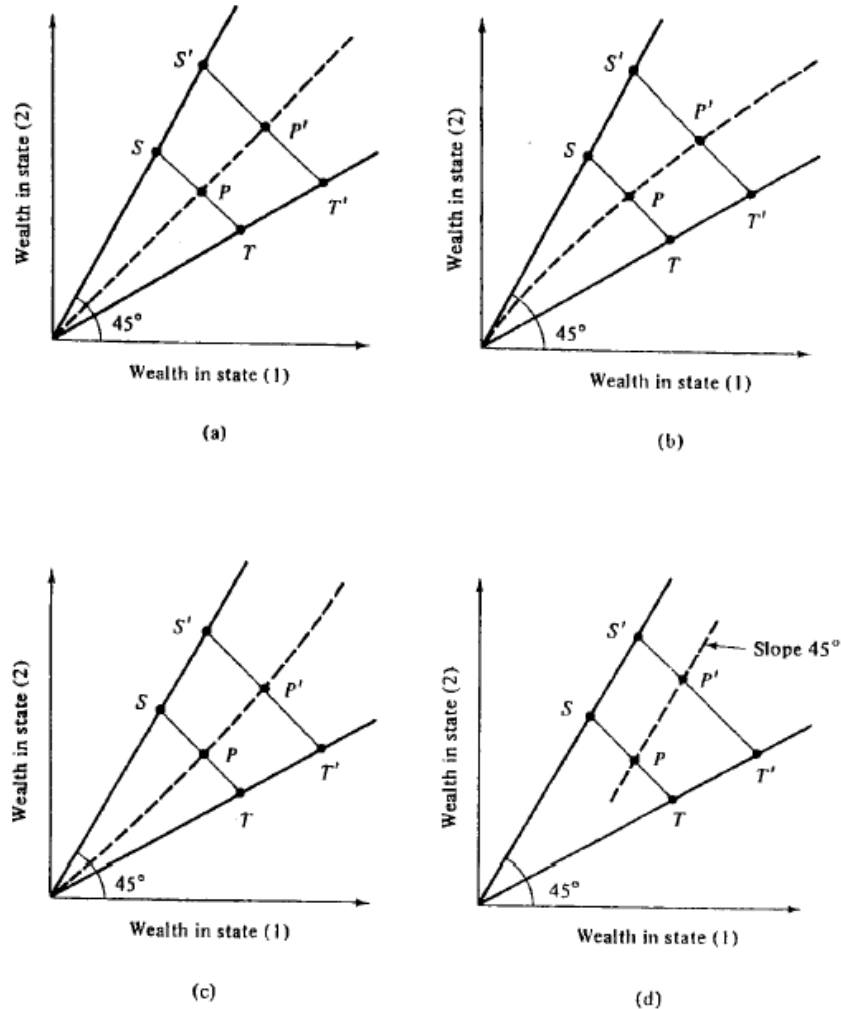 Wealth in state (2)
S'
S
P'
P
T'
T
45°
Wealth in state (1)
(a)
Wealth in state (2)
S'
P'
S
P
T'
T
45°
Wealth in state (1)
(b)
Wealth in state (2)
S'
P'
S
P
T'
T
45°
Wealth in state (1)
(c)
Wealth in state (2)
S'
Slope 45°
P'
S
P
T'
T
45°
Wealth in state (1)
(d)